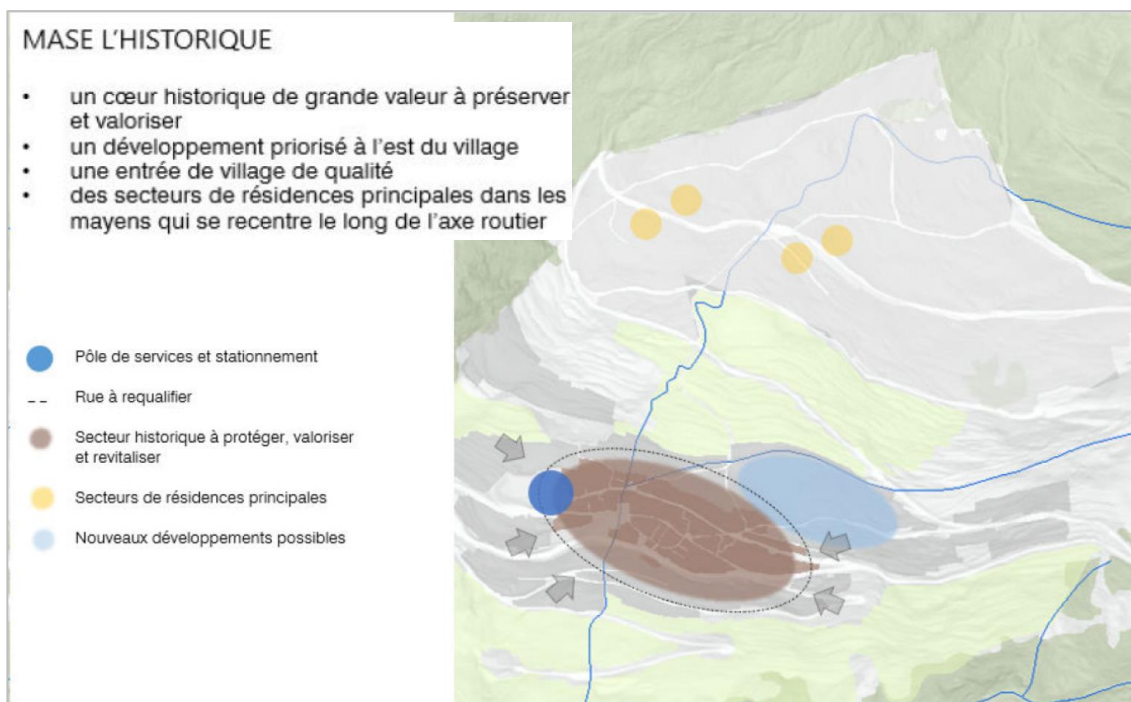 MASE L'HISTORIQUE
• un cœur historique de grande valeur à préserver
et valoriser
• un développement priorisé à l'est du village
• une entrée de village de qualité
• des secteurs de résidences principales dans les
mayens qui se recentre le long de l'axe routier
Pôle de services et stationnement
Rue à requalifier
Secteur historique à protéger, valoriser
et revitaliser
Secteurs de résidences principales
Nouveaux développements possibles